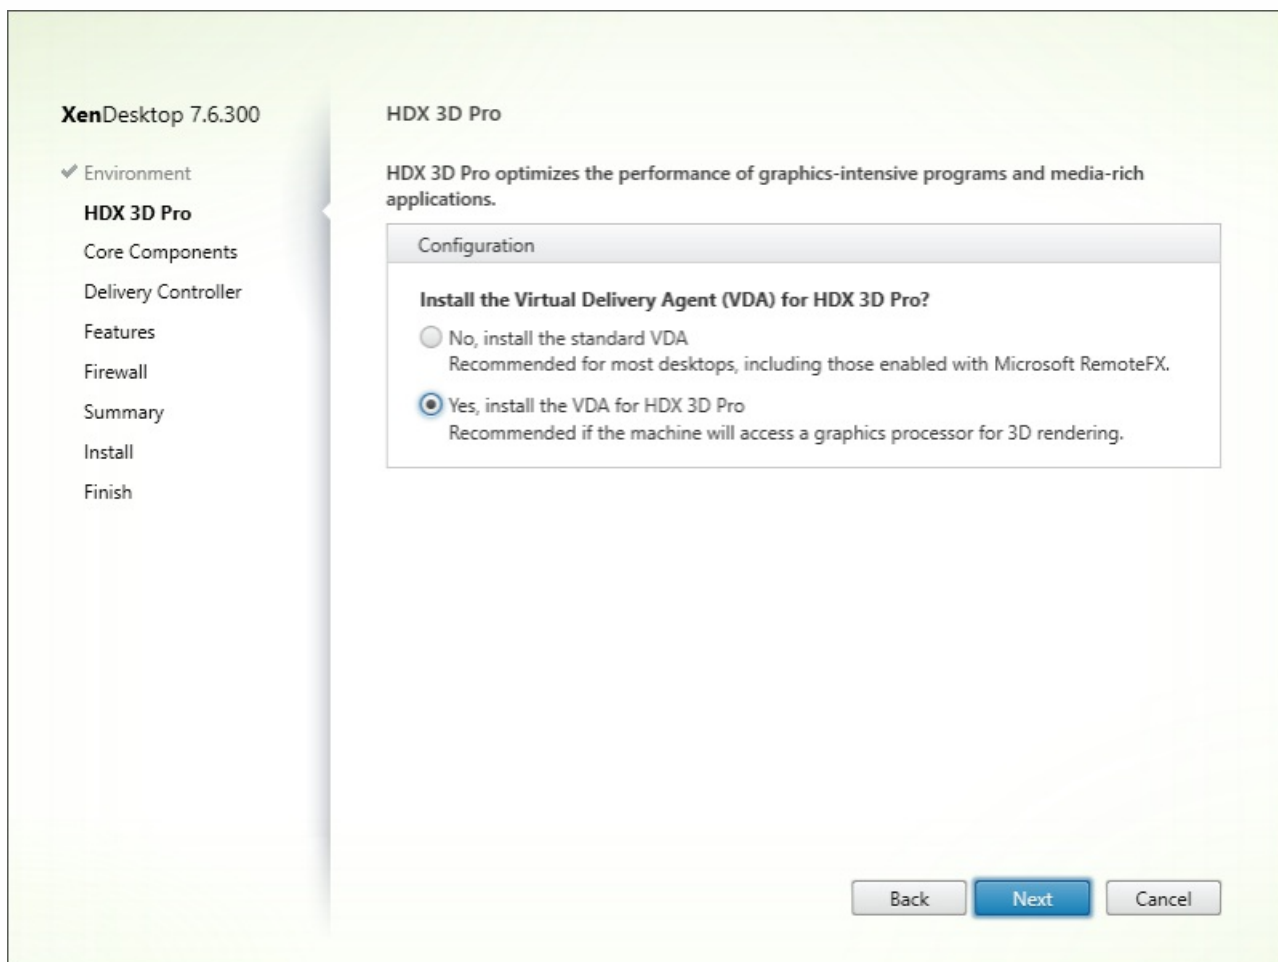 XenDesktop 7.6.300
Environment
HDX 3D Pro
Core Components
Delivery Controller
Features
Firewall
Summary
Install
Finish
HDX 3D Pro
HDX 3D Pro optimizes the performance of graphics-intensive programs and media-rich
applications.
Configuration
Install the Virtual Delivery Agent (VDA) for HDX 3D Pro?
No, install the standard VDA
Recommended for most desktops, including those enabled with Microsoft RemoteFX.
Yes, install the VDA for HDX 3D Pro
Recommended if the machine will access a graphics processor for 3D rendering.
Back
Next
Cancel